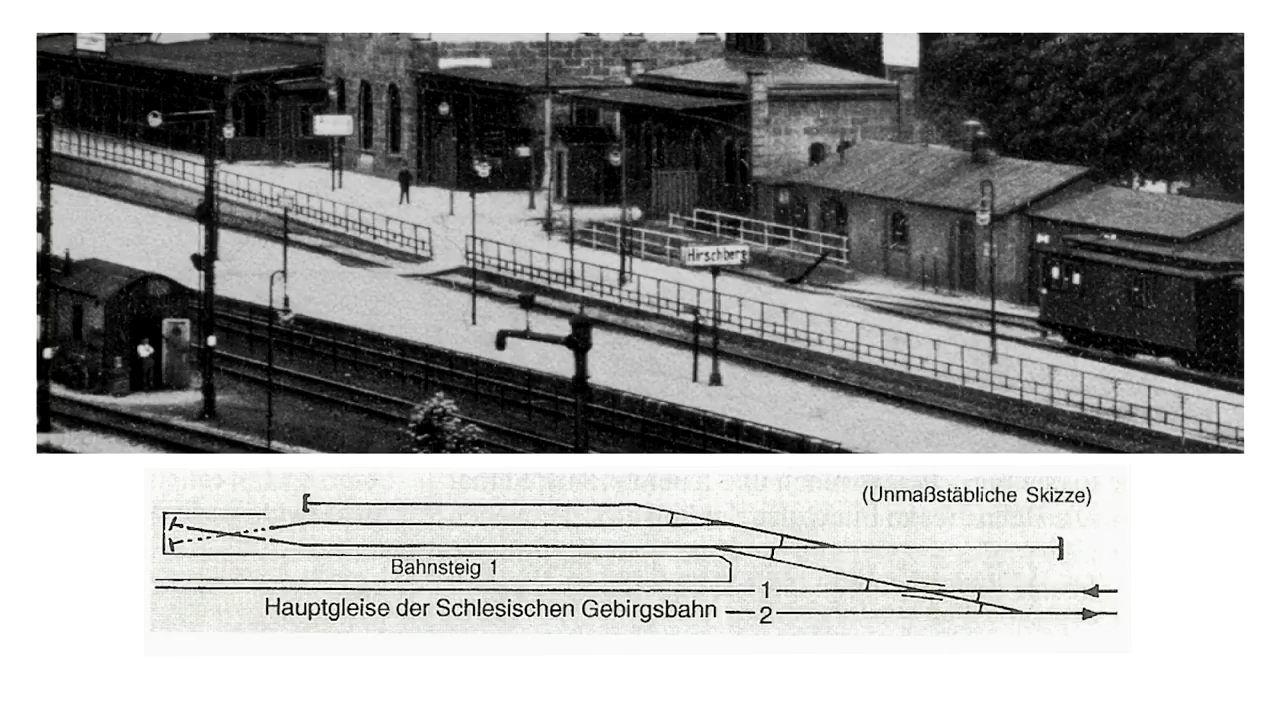 Hirschberg
(Unmaßstäbliche Skizze)
Bahnsteig 1
1
Hauptgleise der Schlesischen Gebirgsbahn
2